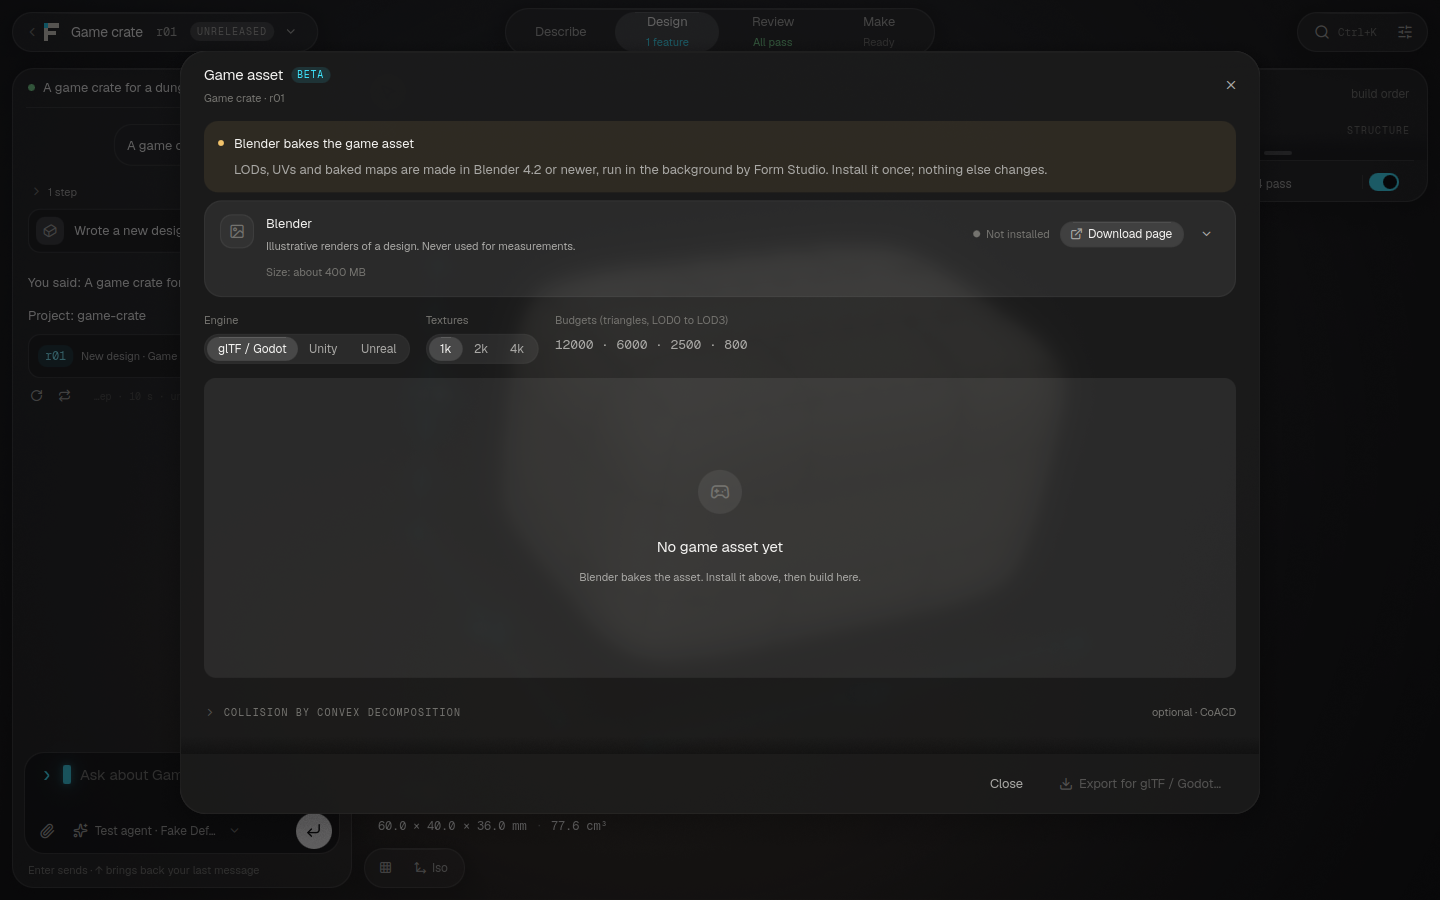 Game crate r01 UNRELEASED
Describe
Design
1 feature
Review
All pass
Make
Ready
Ctrl+K
Game asset BETA
Game crate · r01
Blender bakes the game asset
LODs, UVs and baked maps are made in Blender 4.2 or newer, run in the background by Form Studio. Install it once; nothing else changes.
Blender
Illustrative renders of a design. Never used for measurements.
Size: about 400 MB
Not installed
Download page
Engine
glTF / Godot Unity Unreal
Textures
1k 2k 4k
Budgets (triangles, LOD0 to LOD3)
12000 · 6000 · 2500 · 800
No game asset yet
Blender bakes the asset. Install it above, then build here.
COLLISION BY CONVEX DECOMPOSITION
optional · CoACD
Close
Export for glTF / Godot...
A game crate for a dung
A game c
1 step
Wrote a new desig
You said: A game crate for
Project: game-crate
r01 New design · Game
Ask about Gam
Test agent · Fake Def...
Enter sends · ↑ brings back your last message
build order
STRUCTURE
pass
60.0 × 40.0 × 36.0 mm · 77.6 cm³
Iso